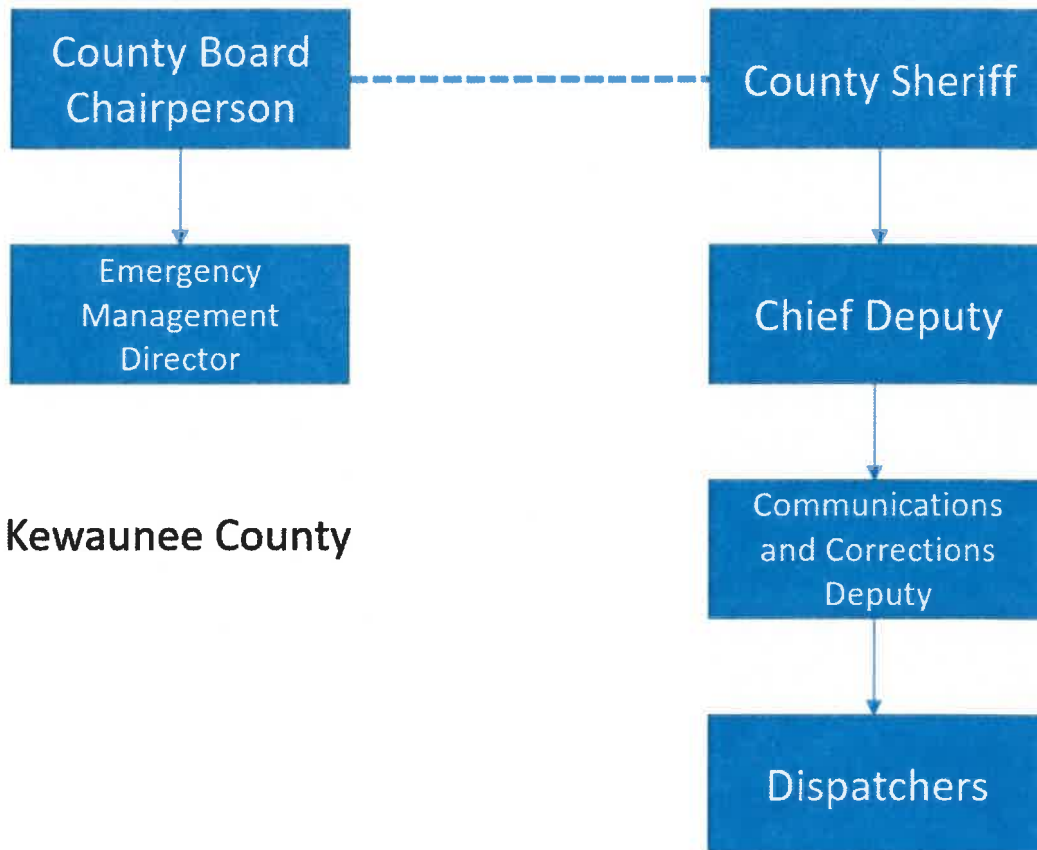 County Board
Chairperson
County Sheriff
Emergency
Management
Director
Chief Deputy
Kewaunee County
Communications
and Corrections
Deputy
Dispatchers